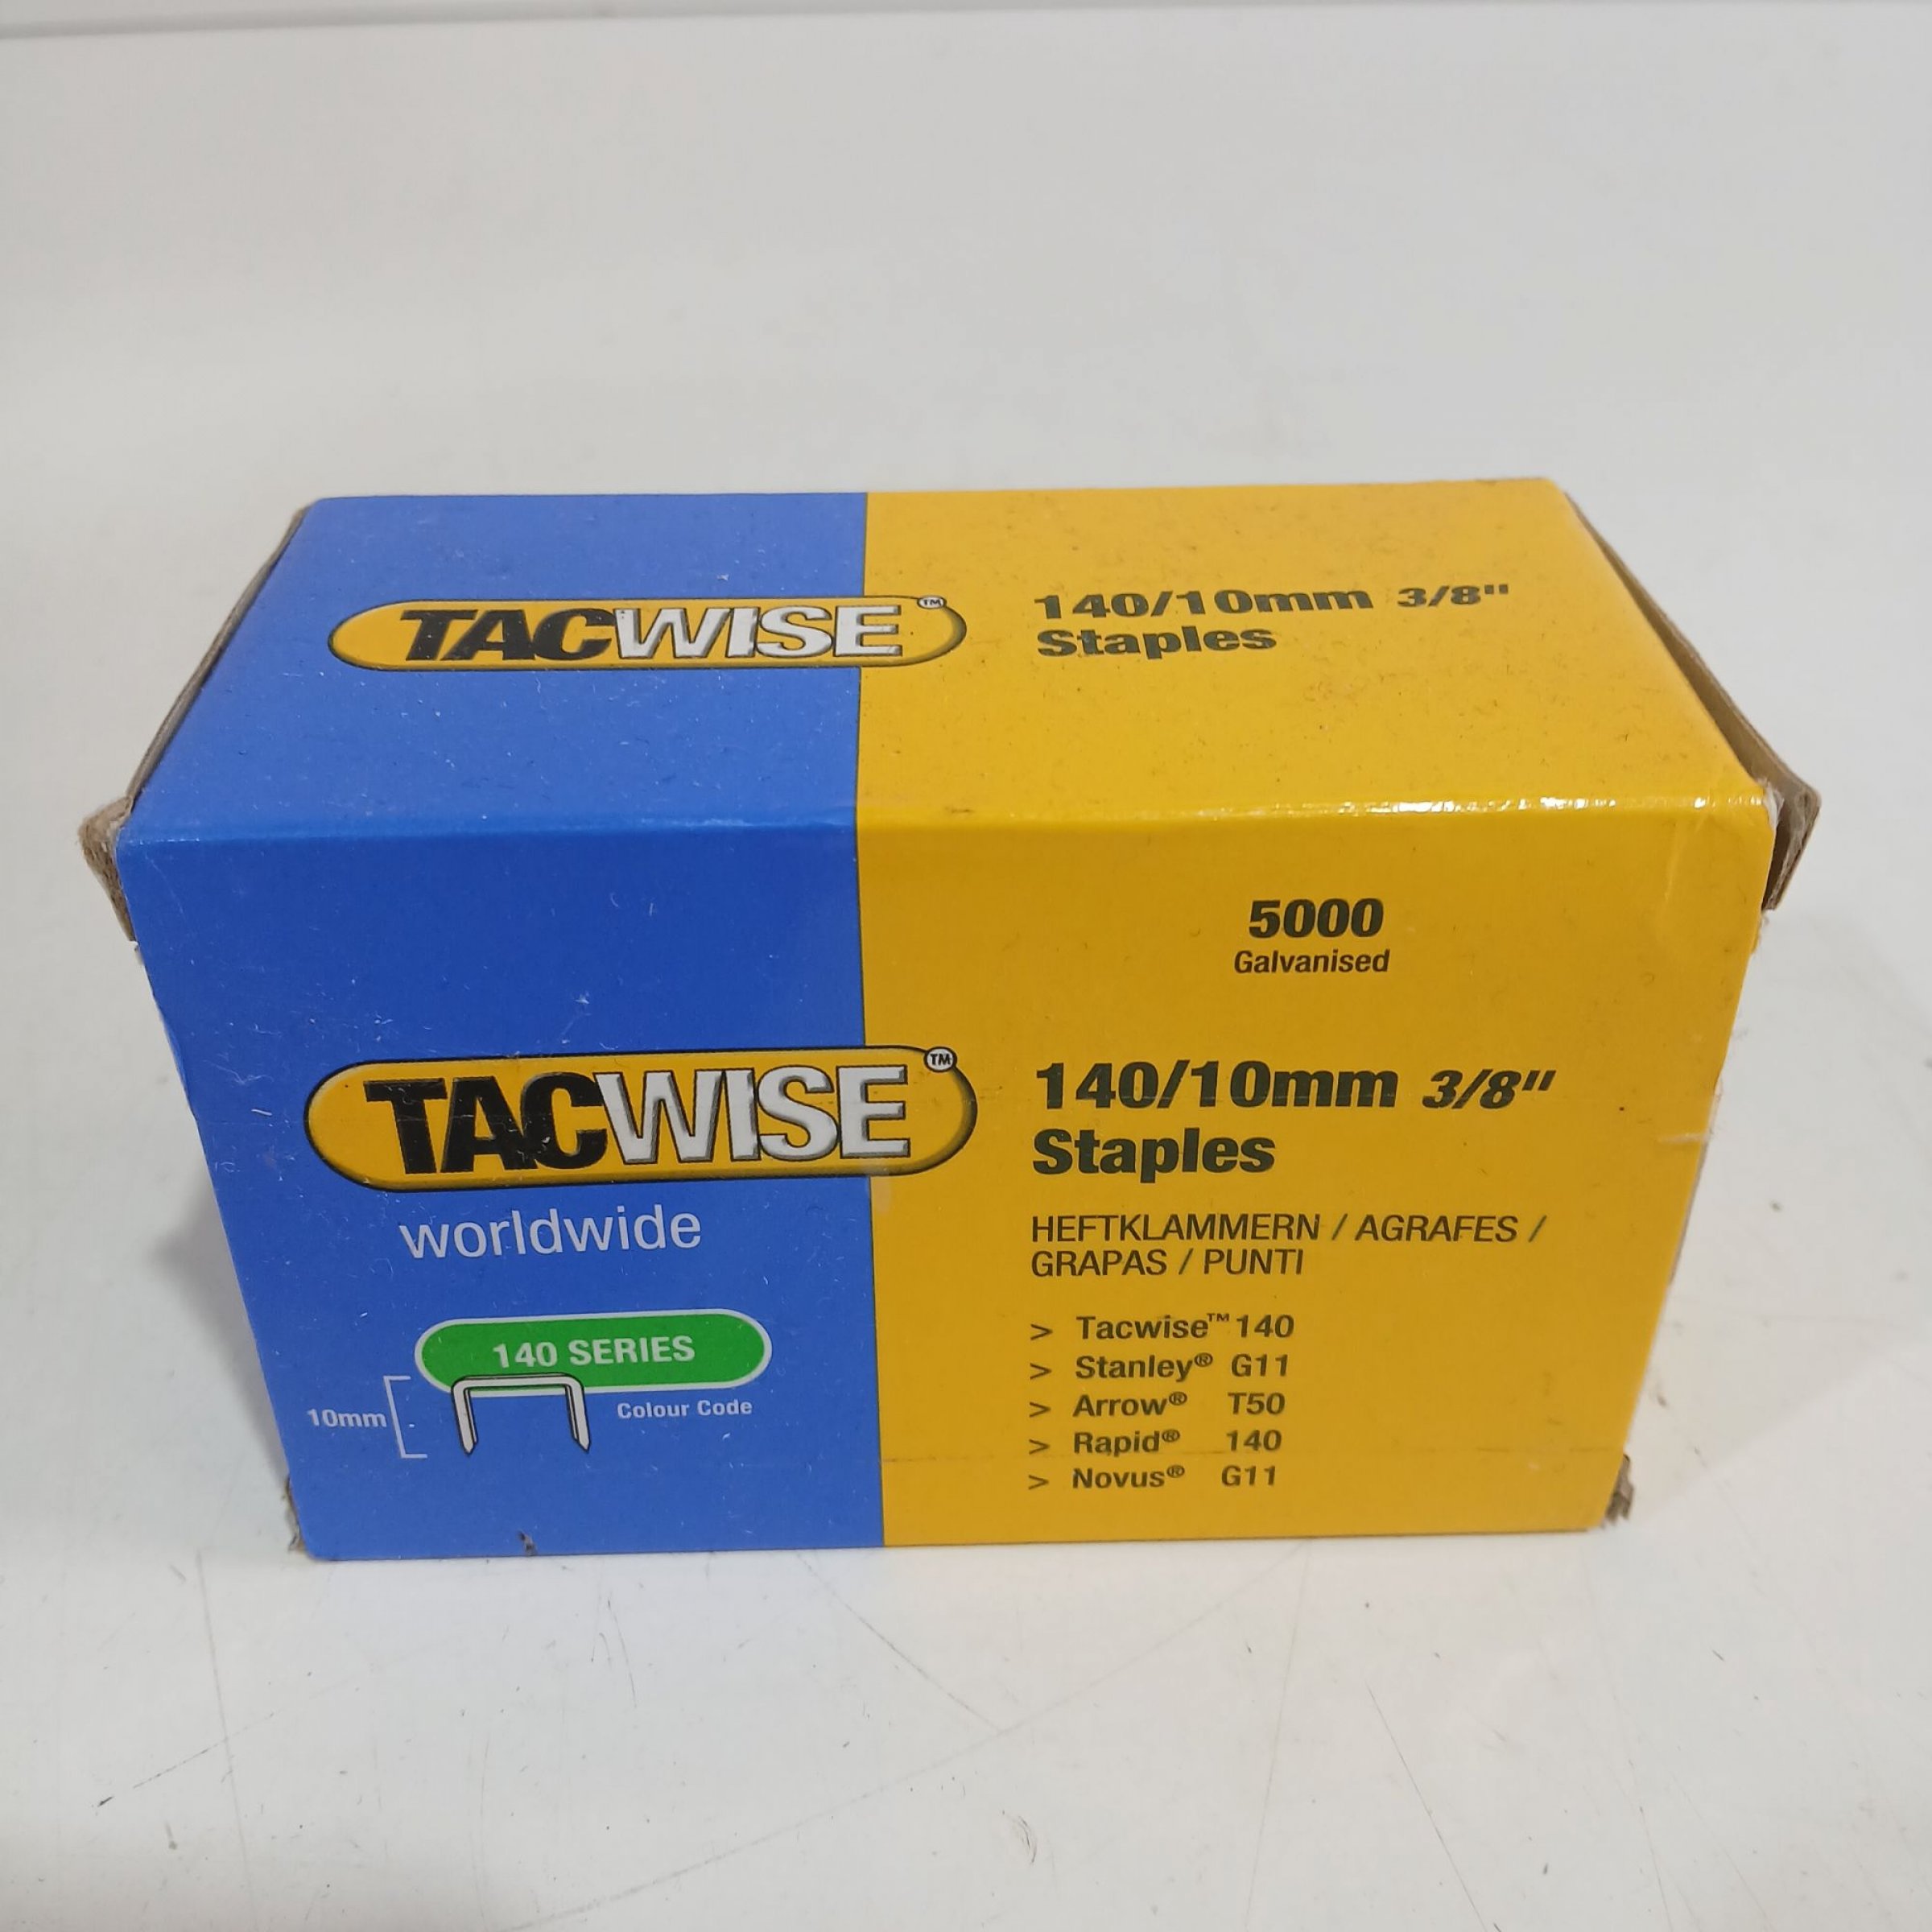 TACWISE™
140/10mm 3/8"
Staples
5000
Galvanised
TACWISE™
worldwide
140/10mm 3/8"
Staples
HEFTKLAMMERN / AGRAFES /
GRAPAS / PUNTI
140 SERIES
10mm
Colour Code
> Tacwise™ 140
> Stanley® G11
> Arrow® T50
> Rapid® 140
> Novus® G11